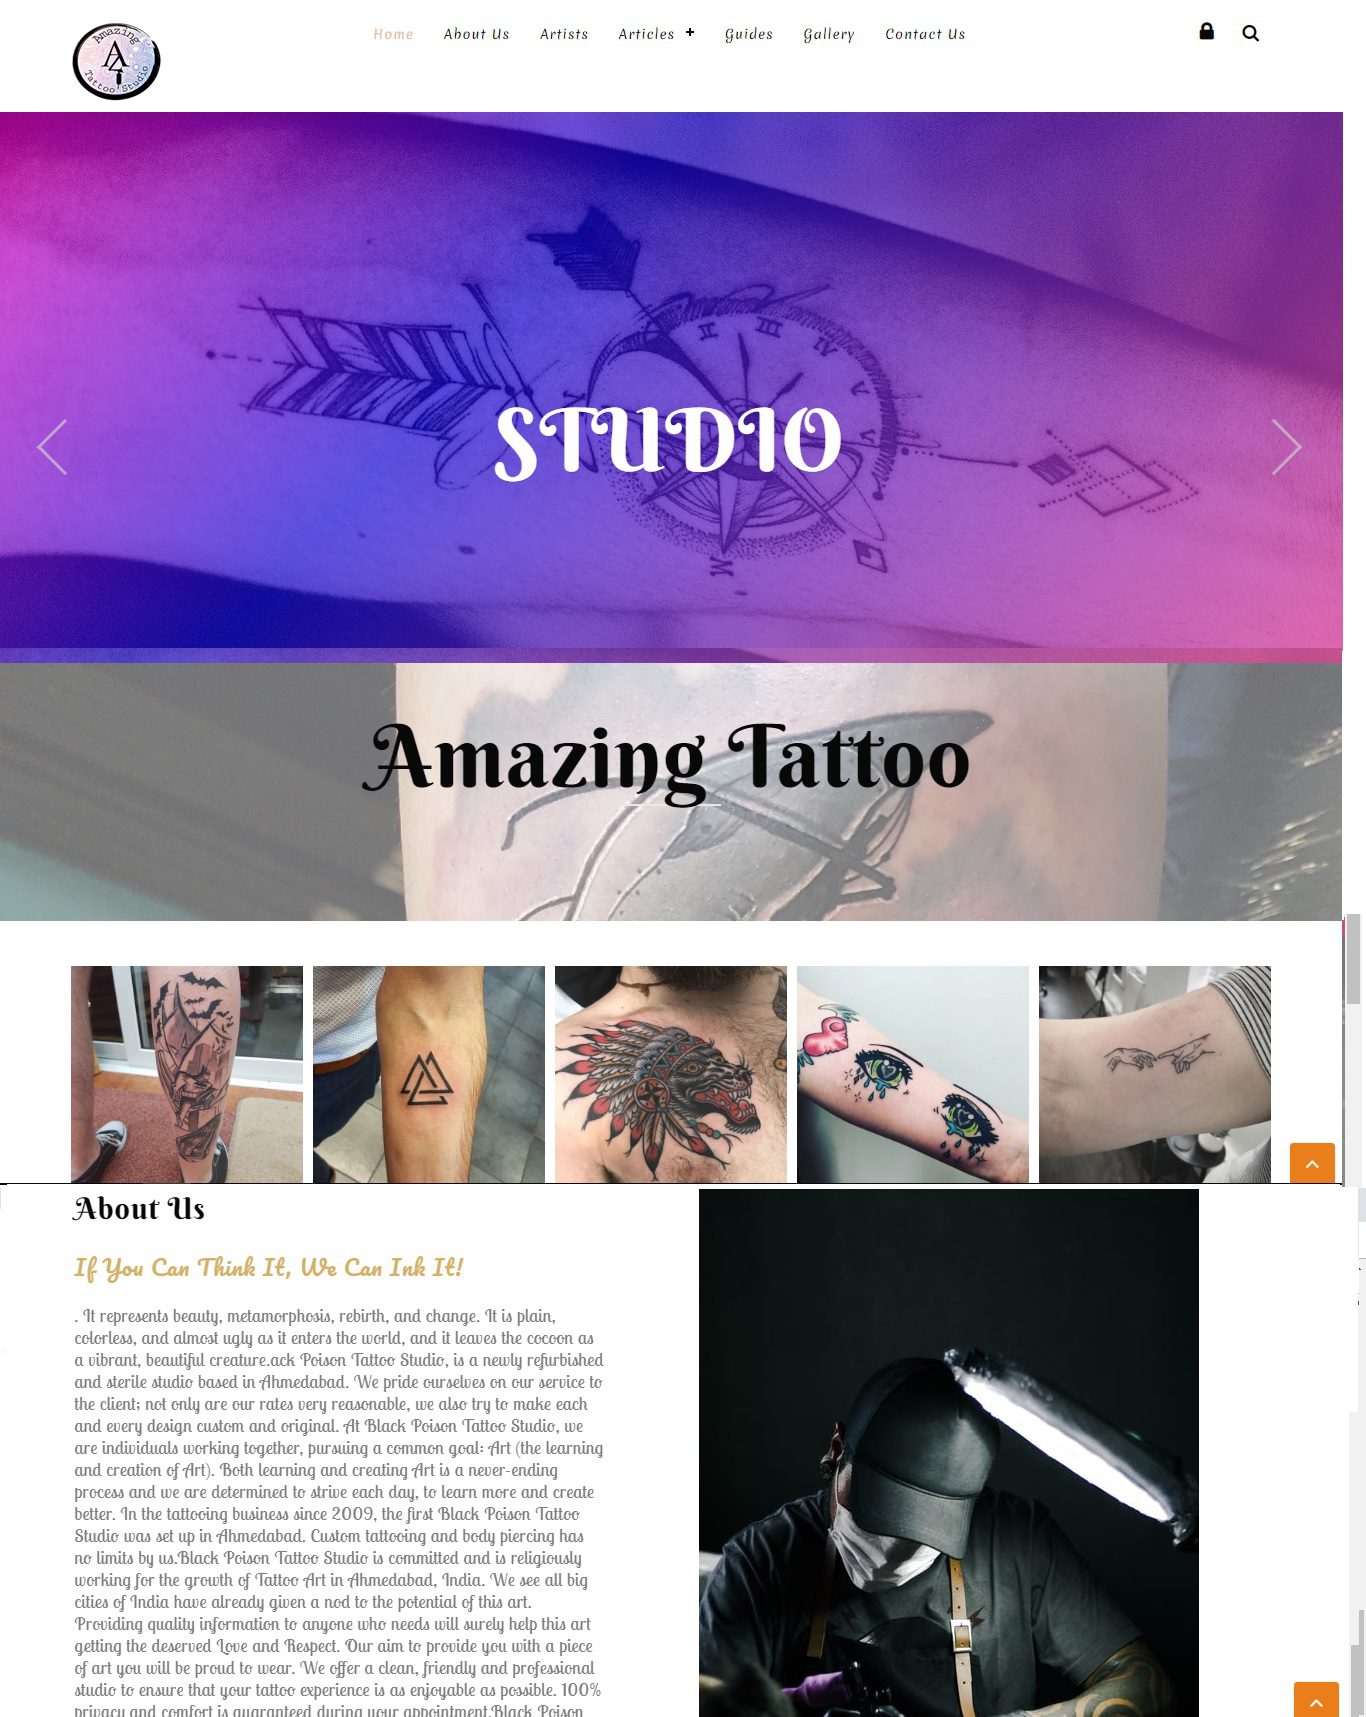 Amazing
AZ
Tattoo Studio
Home About Us Artists Articles + Guides Gallery Contact Us
II III IV V
STUDIO
Amazing Tattoo
About Us
If You Can Think It, We Can Ink It!
. It represents beauty, metamorphosis, rebirth, and change. It is plain,
colorless, and almost ugly as it enters the world, and it leaves the cocoon as
a vibrant, beautiful creature.ack Poison Tattoo Studio, is a newly refurbished
and sterile studio based in Ahmedabad. We pride ourselves on our service to
the client; not only are our rates very reasonable, we also try to make each
and every design custom and original. At Black Poison Tattoo Studio, we
are individuals working together, pursuing a common goal: Art (the learning
and creation of Art). Both learning and creating Art is a never-ending
process and we are determined to strive each day, to learn more and create
better. In the tattooing business since 2009, the first Black Poison Tattoo
Studio was set up in Ahmedabad. Custom tattooing and body piercing has
no limits by us.Black Poison Tattoo Studio is committed and is religiously
working for the growth of Tattoo Art in Ahmedabad, India. We see all big
cities of India have already given a nod to the potential of this art.
Providing quality information to anyone who needs will surely help this art
getting the deserved Love and Respect. Our aim to provide you with a piece
of art you will be proud to wear. We offer a clean, friendly and professional
studio to ensure that your tattoo experience is as enjoyable as possible. 100%
privacy and comfort is guaranteed during your appointment.Black Poison